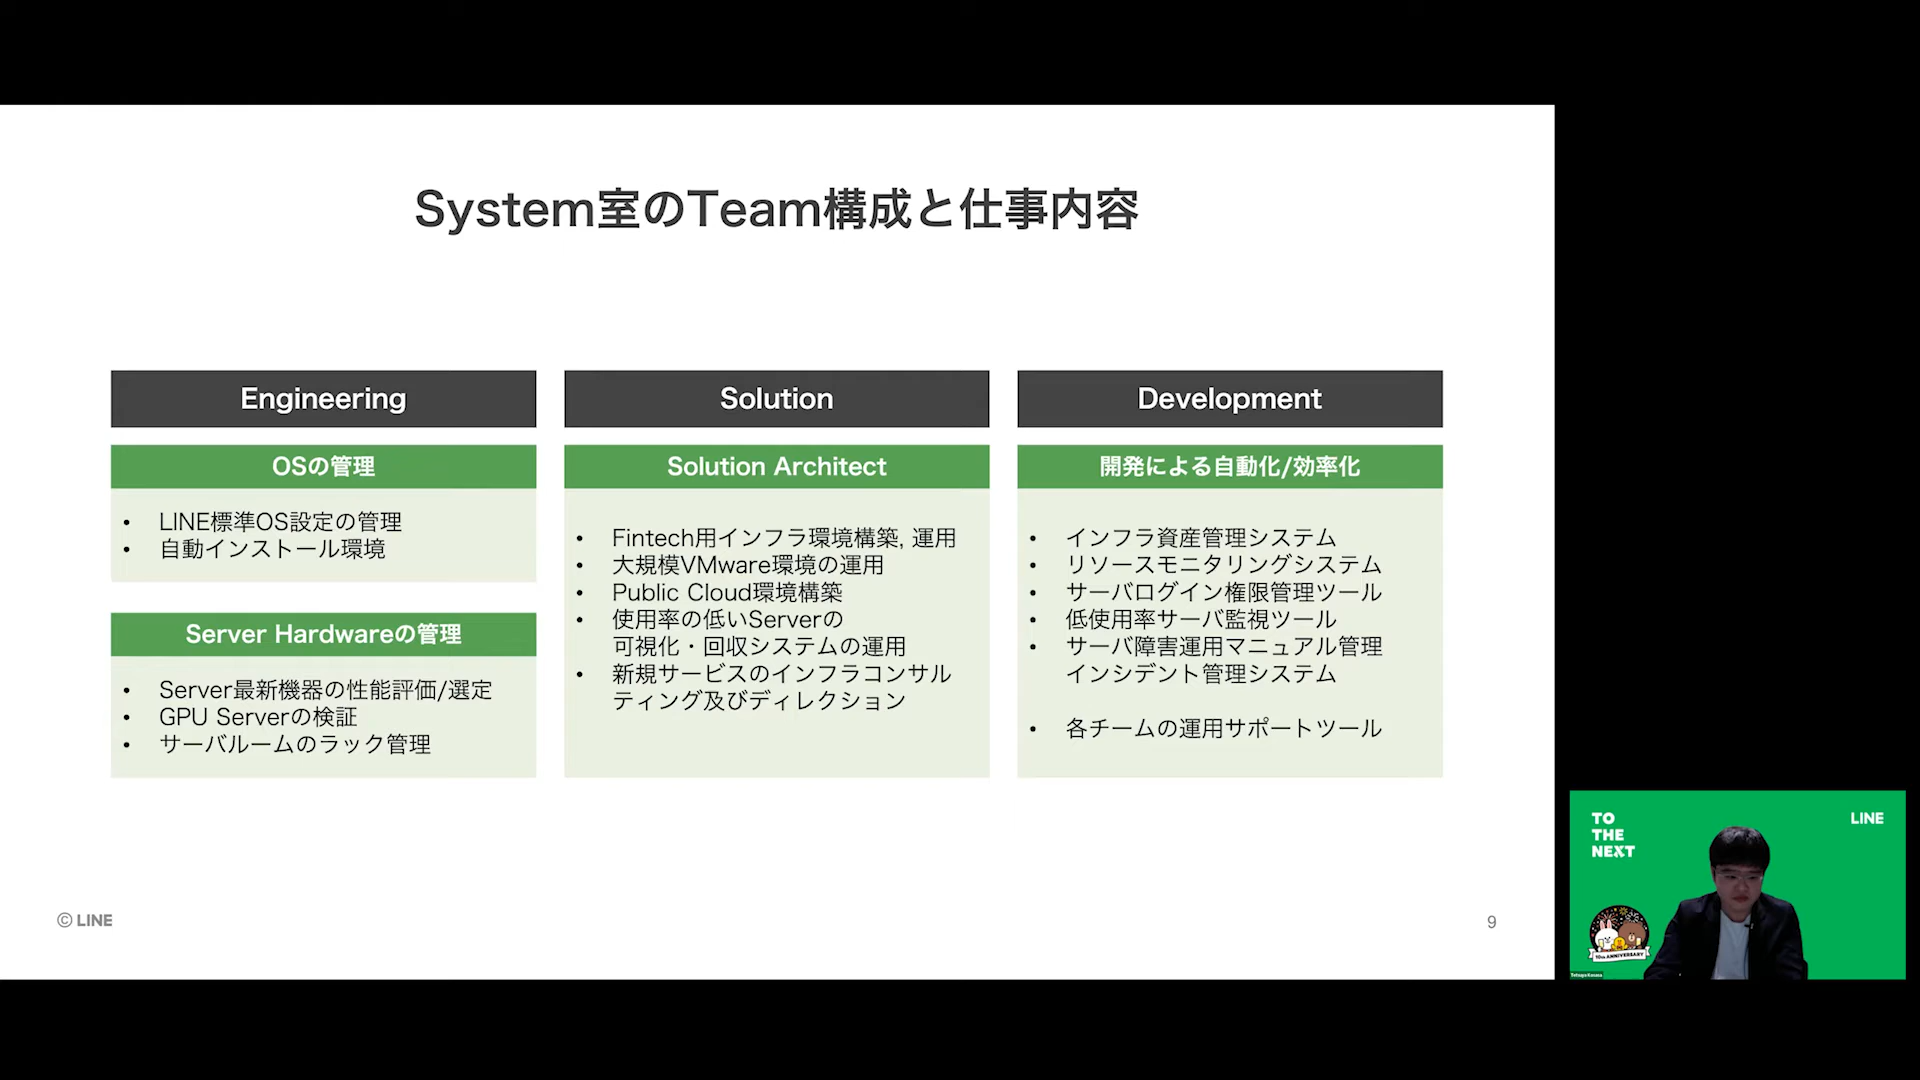 System室のTeam構成と仕事内容
Engineering
OSの管理
• LINE標準OS設定の管理
• 自動インストール環境
Server Hardwareの管理
• Server最新機器の性能評価/選定
• GPU Serverの検証
• サーバルームのラック管理
Solution
Solution Architect
• Fintech用インフラ環境構築, 運用
• 大規模VMware環境の運用
• Public Cloud環境構築
• 使用率の低いServerの
可視化・回収システムの運用
• 新規サービスのインフラコンサル
ティング及びディレクション
Development
開発による自動化/効率化
• インフラ資産管理システム
• リソースモニタリングシステム
• サーバログイン権限管理ツール
• 低使用率サーバ監視ツール
• サーバ障害運用マニュアル管理
インシデント管理システム
• 各チームの運用サポートツール
© LINE
9
TO
THE
NEXT
LINE
10th ANNIVERSARY